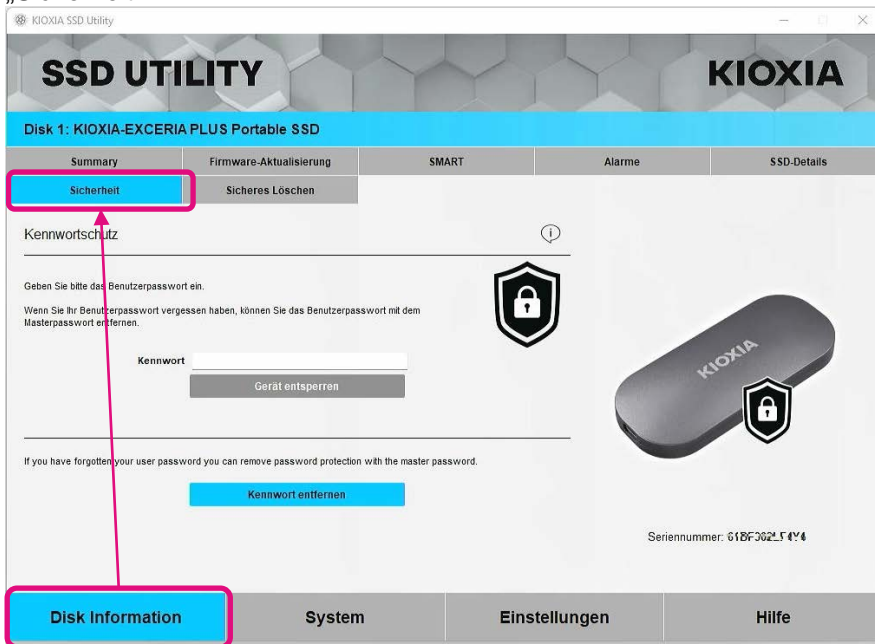 KIOXIA SSD Utility
SSD UTILITY
KIOXIA
Disk 1: KIOXIA-EXCERIA PLUS Portable SSD
Summary
Firmware-Aktualisierung
SMART
Alarme
SSD-Details
Sicherheit
Sicheres Löschen
Kennwortschutz
Geben Sie bitte das Benutzerpasswort ein.
Wenn Sie Ihr Benutzerpasswort vergessen haben, können Sie das Benutzerpasswort mit dem
Masterpasswort entfernen.
Kennwort
Gerät entsperren
KIOXIA
If you have forgotten your user password you can remove password protection with the master password.
Kennwort entfernen
Seriennummer:
Disk Information
System
Einstellungen
Hilfe